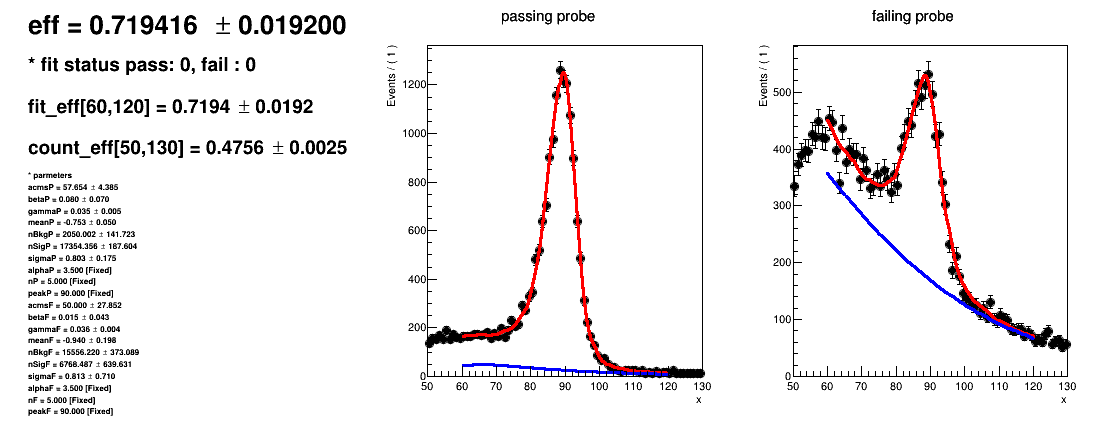 eff = 0.719416 ± 0.019200
* fit status pass: 0, fail : 0
fit_eff[60,120] = 0.7194 ± 0.0192
count_eff[50,130] = 0.4756 ± 0.0025
* parmeters
acmsP = 57.654 ± 4.385
betaP = 0.080 ± 0.070
gammaP = 0.035 ± 0.005
meanP = -0.753 ± 0.050
nBkgP = 2050.002 ± 141.723
nSigP = 17354.356 ± 187.604
sigmaP = 0.803 ± 0.175
alphaP = 3.500 [Fixed]
nP = 5.000 [Fixed]
peakP = 90.000 [Fixed]
acmsF = 50.000 ± 27.852
betaF = 0.015 ± 0.043
gammaF = 0.036 ± 0.004
meanF = -0.940 ± 0.198
nBkgF = 15556.220 ± 373.089
nSigF = 6768.487 ± 639.631
sigmaF = 0.813 ± 0.710
alphaF = 3.500 [Fixed]
nF = 5.000 [Fixed]
peakF = 90.000 [Fixed]
passing probe
Events / ( 1 )
1200
1000
800
600
400
200
0
50 60 70 80 90 100 110 120 130
x
failing probe
Events / ( 1 )
500
400
300
200
100
0
50 60 70 80 90 100 110 120 130
x